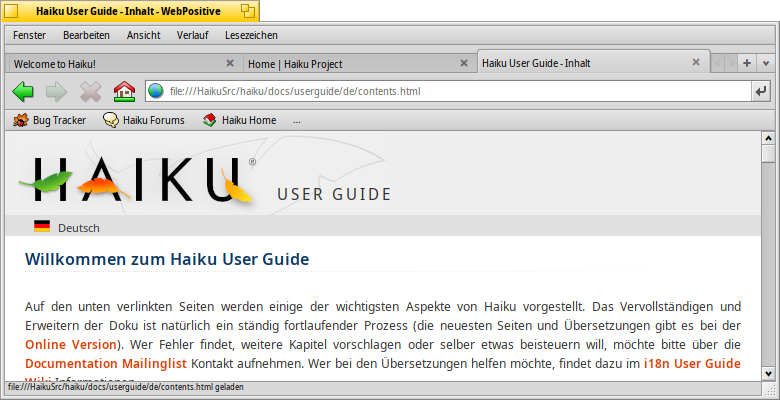 Haiku User Guide - Inhalt - WebPositive
Fenster Bearbeiten Ansicht Verlauf Lesezeichen
Welcome to Haiku! Home | Haiku Project Haiku User Guide - Inhalt
file:///HaikuSrc/haiku/docs/userguide/de/contents.html
Bug Tracker Haiku Forums Haiku Home ...
HAIKU® USER GUIDE
Deutsch
Willkommen zum Haiku User Guide
Auf den unten verlinkten Seiten werden einige der wichtigsten Aspekte von Haiku vorgestellt. Das Vervollständigen und
Erweitern der Doku ist natürlich ein ständig fortlaufender Prozess (die neuesten Seiten und Übersetzungen gibt es bei der
Online Version). Wer Fehler findet, weitere Kapitel vorschlagen oder selber etwas beisteuern will, möchte bitte über die
Documentation Mailinglist Kontakt aufnehmen. Wer bei den Übersetzungen helfen möchte, findet dazu im i18n User Guide
Wiki Informationen.
file:///HaikuSrc/haiku/docs/userguide/de/contents.html geladen